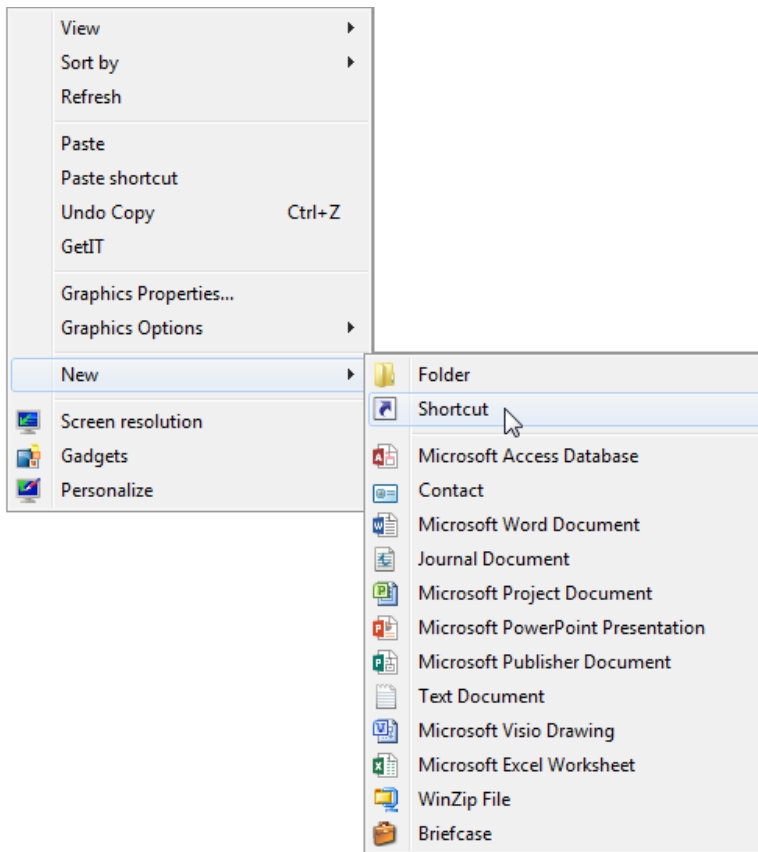 View
Sort by
Refresh
Paste
Paste shortcut
Undo Copy Ctrl+Z
GetIT
Graphics Properties...
Graphics Options
New
Screen resolution
Gadgets
Personalize
Folder
Shortcut
Microsoft Access Database
Contact
Microsoft Word Document
Journal Document
Microsoft Project Document
Microsoft PowerPoint Presentation
Microsoft Publisher Document
Text Document
Microsoft Visio Drawing
Microsoft Excel Worksheet
WinZip File
Briefcase